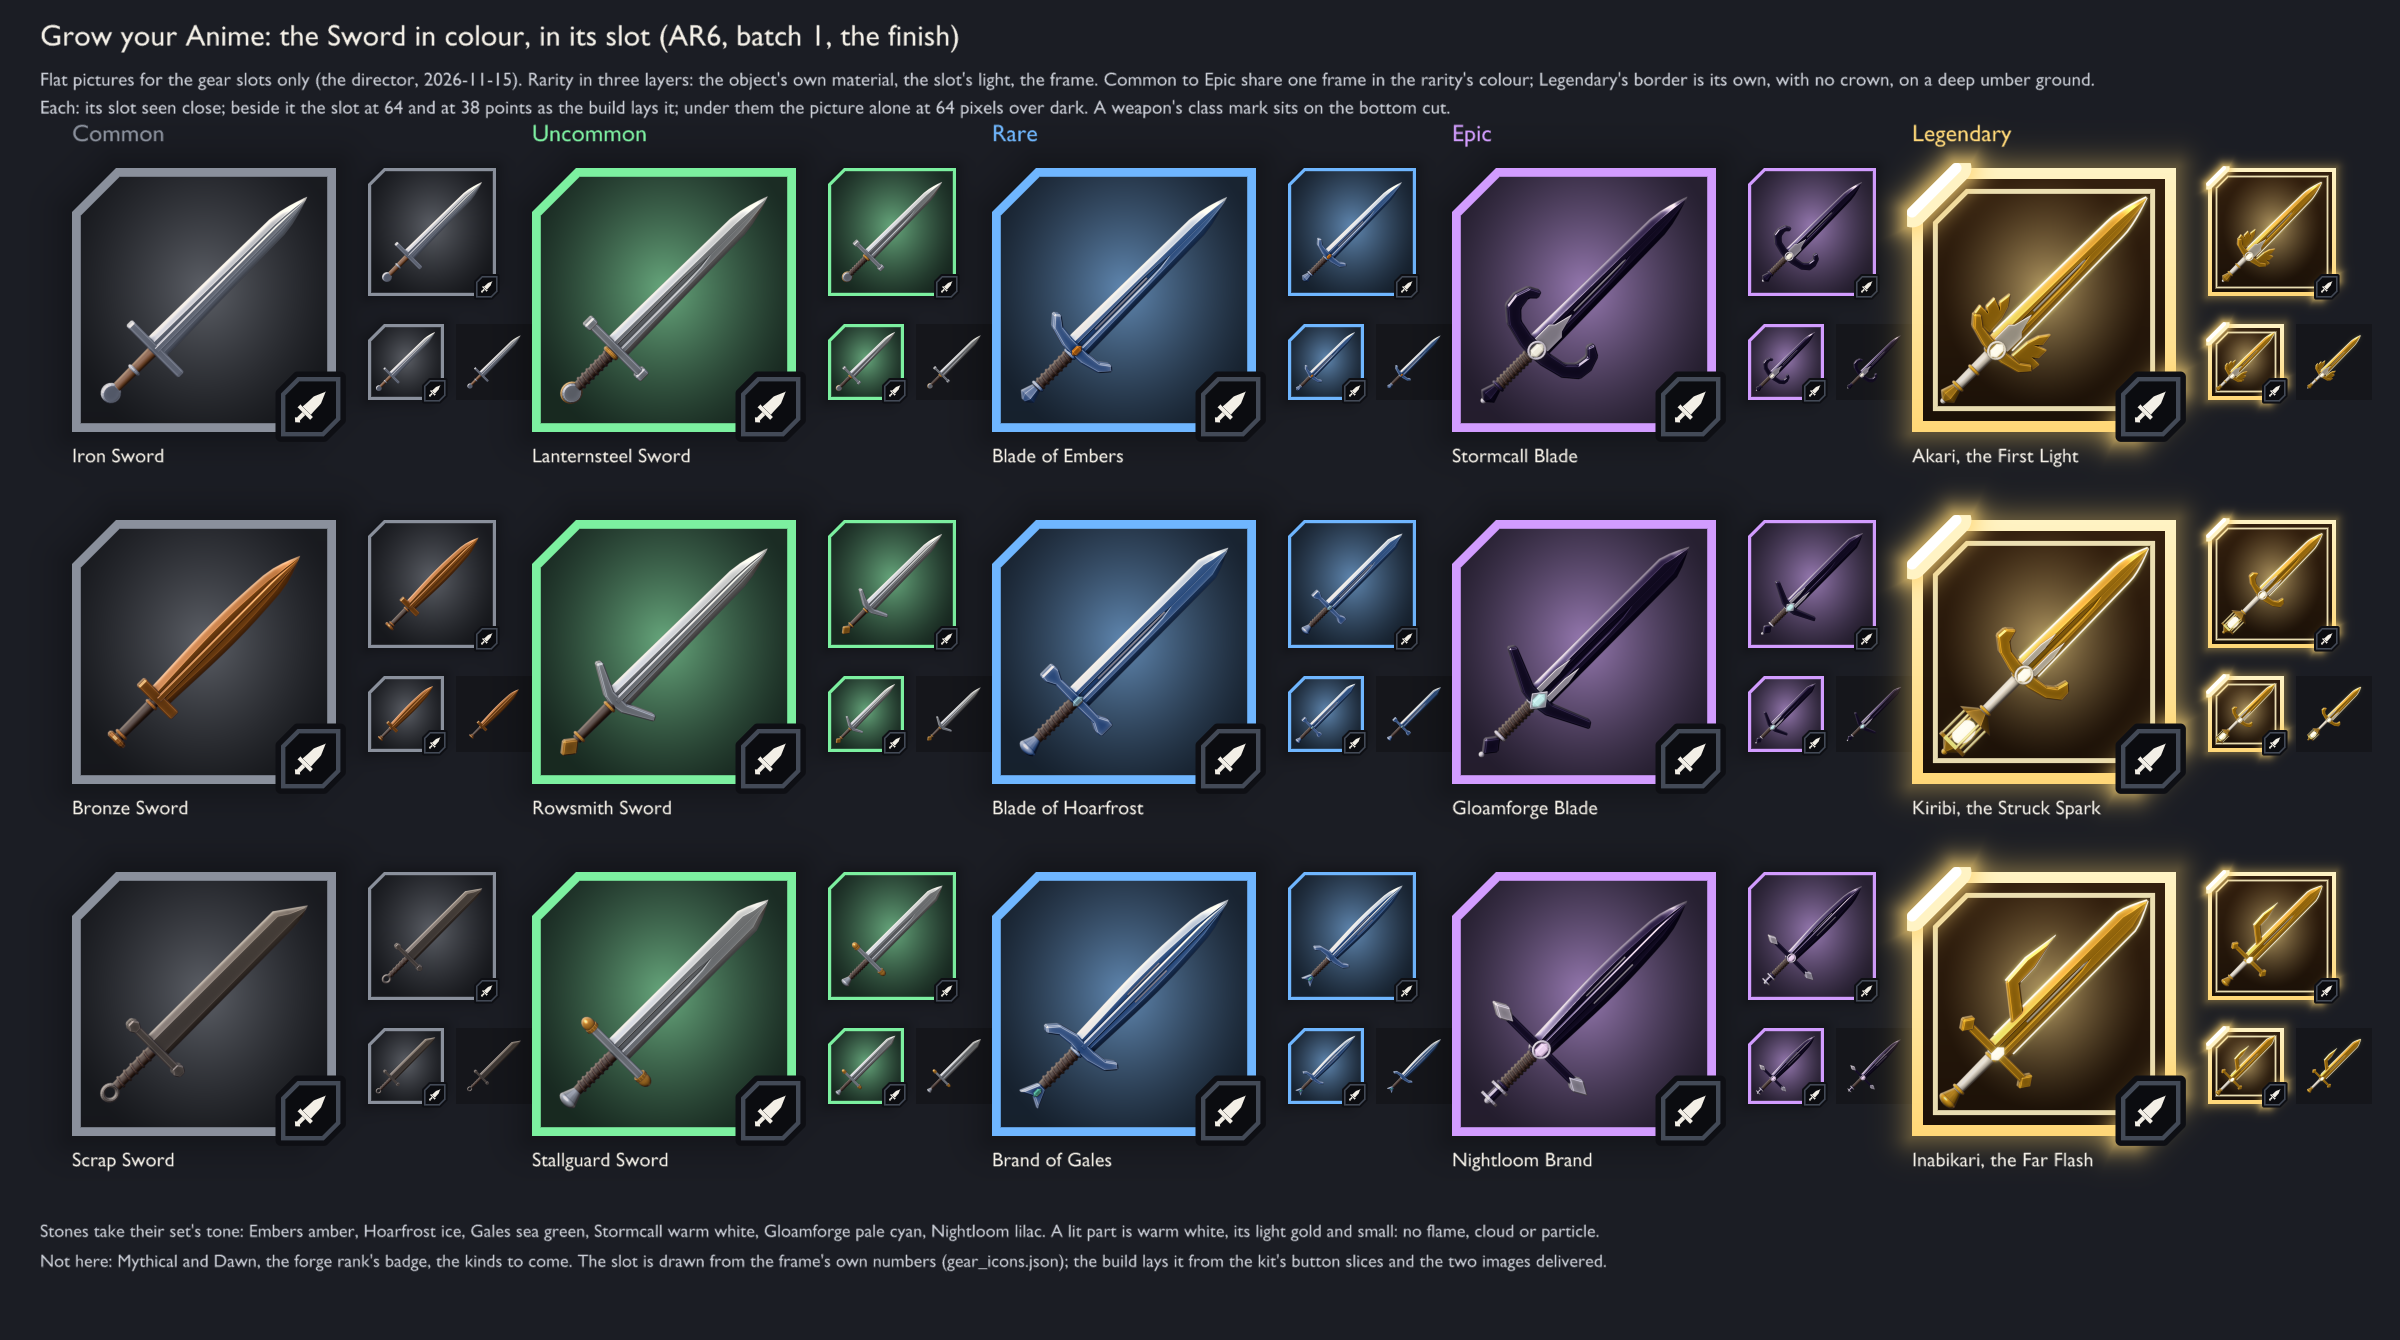 Grow your Anime: the Sword in colour, in its slot (AR6, batch 1, the finish)
Flat pictures for the gear slots only (the director, 2026-11-15). Rarity in three layers: the object's own material, the slot's light, the frame. Common to Epic share one frame in the rarity's colour; Legendary's border is its own, with no crown, on a deep umber ground.
Each: its slot seen close; beside it the slot at 64 and at 38 points as the build lays it; under them the picture alone at 64 pixels over dark. A weapon's class mark sits on the bottom cut.
Common
Uncommon
Rare
Epic
Legendary
Iron Sword
Lanternsteel Sword
Blade of Embers
Stormcall Blade
Akari, the First Light
Bronze Sword
Rowsmith Sword
Blade of Hoarfrost
Gloamforge Blade
Kiribi, the Struck Spark
Scrap Sword
Stallguard Sword
Brand of Gales
Nightloom Brand
Inabikari, the Far Flash
Stones take their set's tone: Embers amber, Hoarfrost ice, Gales sea green, Stormcall warm white, Gloamforge pale cyan, Nightloom lilac. A lit part is warm white, its light gold and small: no flame, cloud or particle.
Not here: Mythical and Dawn, the forge rank's badge, the kinds to come. The slot is drawn from the frame's own numbers (gear_icons.json); the build lays it from the kit's button slices and the two images delivered.